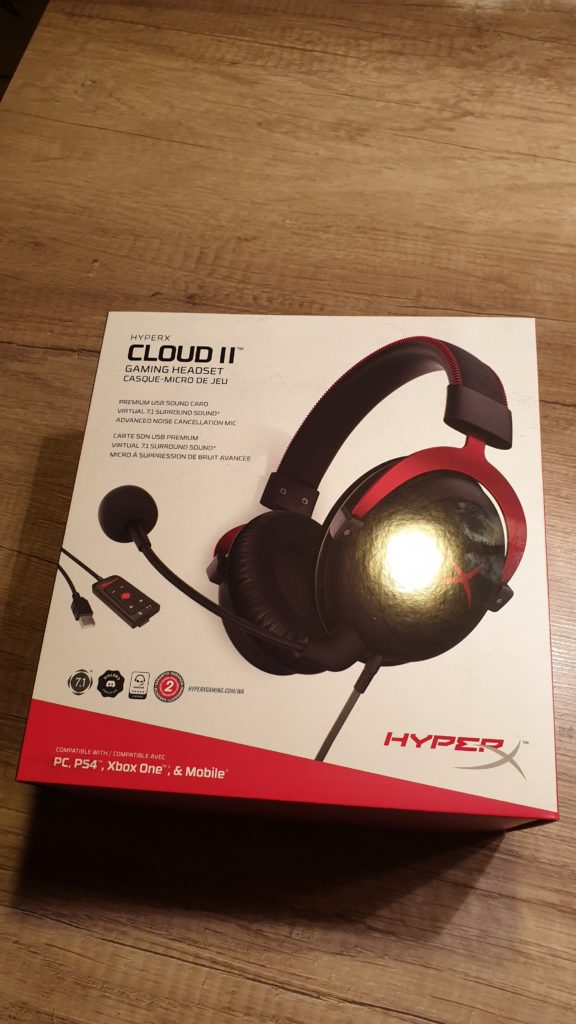 HYPERX
CLOUD II™
GAMING HEADSET
CASQUE-MICRO DE JEU
PREMIUM USB SOUND CARD
VIRTUAL 7.1 SURROUND SOUND*
ADVANCED NOISE CANCELLATION MIC
CARTE SON USB PREMIUM
VIRTUAL 7.1 SURROUND SOUND*
MICRO À SUPPRESSION DE BRUIT AVANCÉE
7.1
DISCORD
2
HYPERXGAMING.COM/WA
HYPERX™
COMPATIBLE WITH / COMPATIBLE AVEC
PC, PS4™, Xbox One™, & Mobile